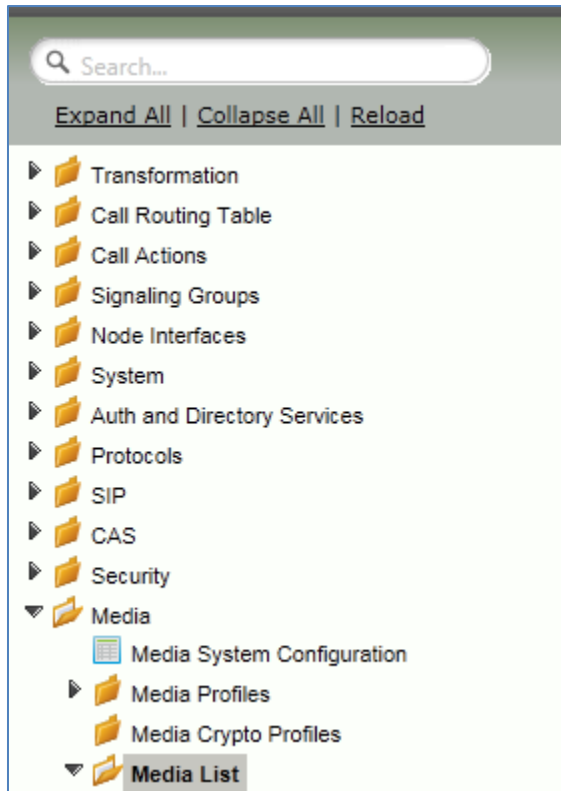 Search...
Expand All | Collapse All | Reload
Transformation
Call Routing Table
Call Actions
Signaling Groups
Node Interfaces
System
Auth and Directory Services
Protocols
SIP
CAS
Security
Media
Media System Configuration
Media Profiles
Media Crypto Profiles
Media List